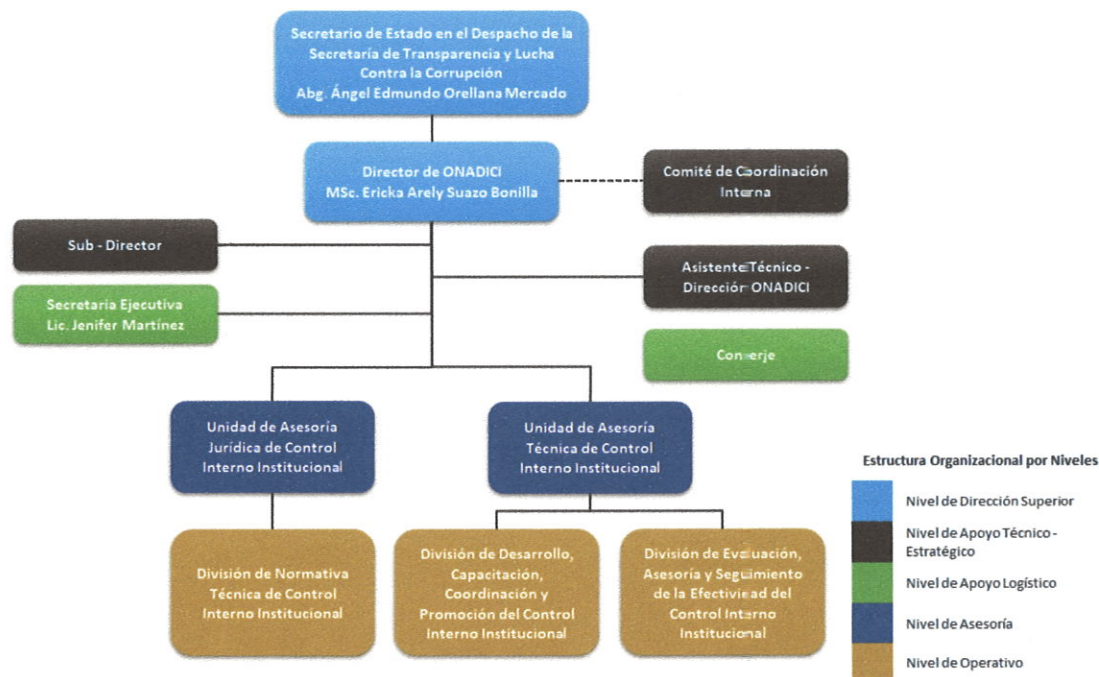 Secretario de Estado en el Despacho de la
Secretaría de Transparencia y Lucha
Contra la Corrupción
Abg. Ángel Edmundo Orellana Mercado
Director de ONADICI
MSc. Ericka Arely Suazo Bonilla
Comité de Coordinación
Interna
Sub - Director
Asistente Técnico -
Dirección ONADICI
Secretaría Ejecutiva
Lic. Jenifer Martínez
Conserje
Unidad de Asesoría
Jurídica de Control
Interno Institucional
Unidad de Asesoría
Técnica de Control
Interno Institucional
División de Normativa
Técnica de Control
Interno Institucional
División de Desarrollo,
Capacitación,
Coordinación y
Promoción del Control
Interno Institucional
División de Evaluación,
Asesoría y Seguimiento
de la Efectividad del
Control Interno
Institucional
Estructura Organizacional por Niveles
Nivel de Dirección Superior
Nivel de Apoyo Técnico -
Estratégico
Nivel de Apoyo Logístico
Nivel de Asesoría
Nivel de Operativo